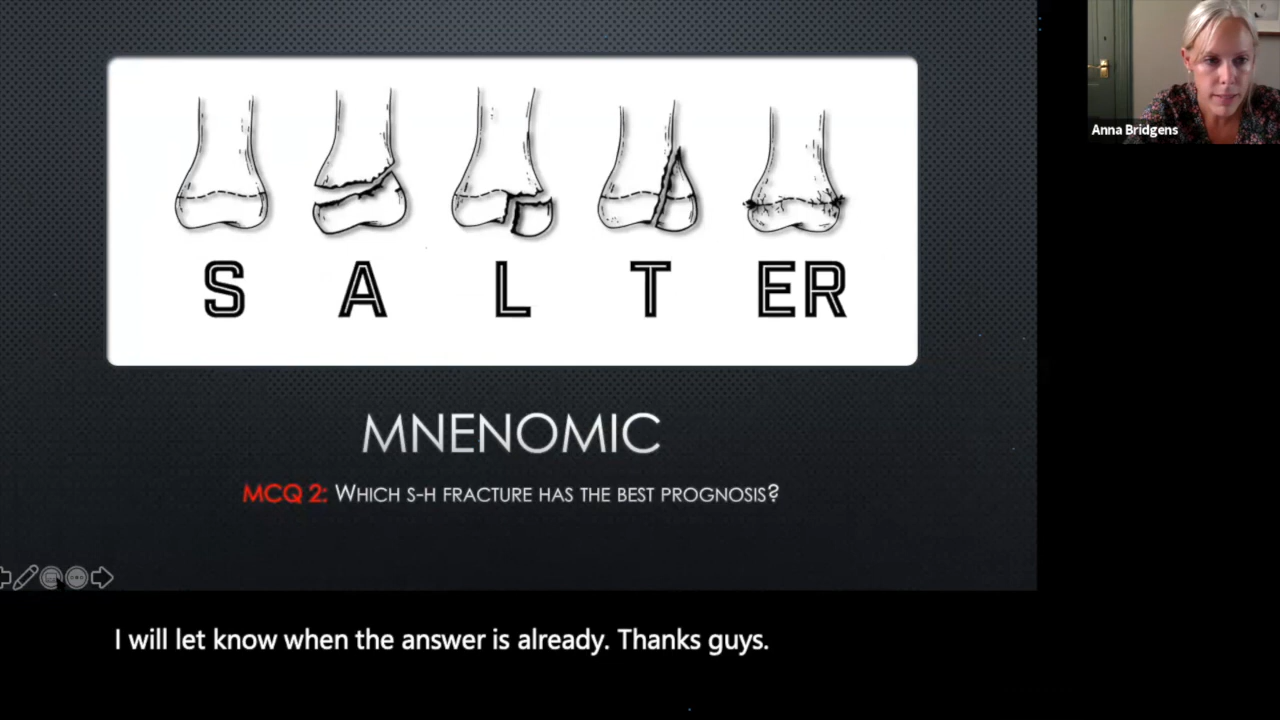 Anna Bridgens
S A L T ER
MNENOMIC
MCQ 2: WHICH S-H FRACTURE HAS THE BEST PROGNOSIS?
I will let know when the answer is already. Thanks guys.